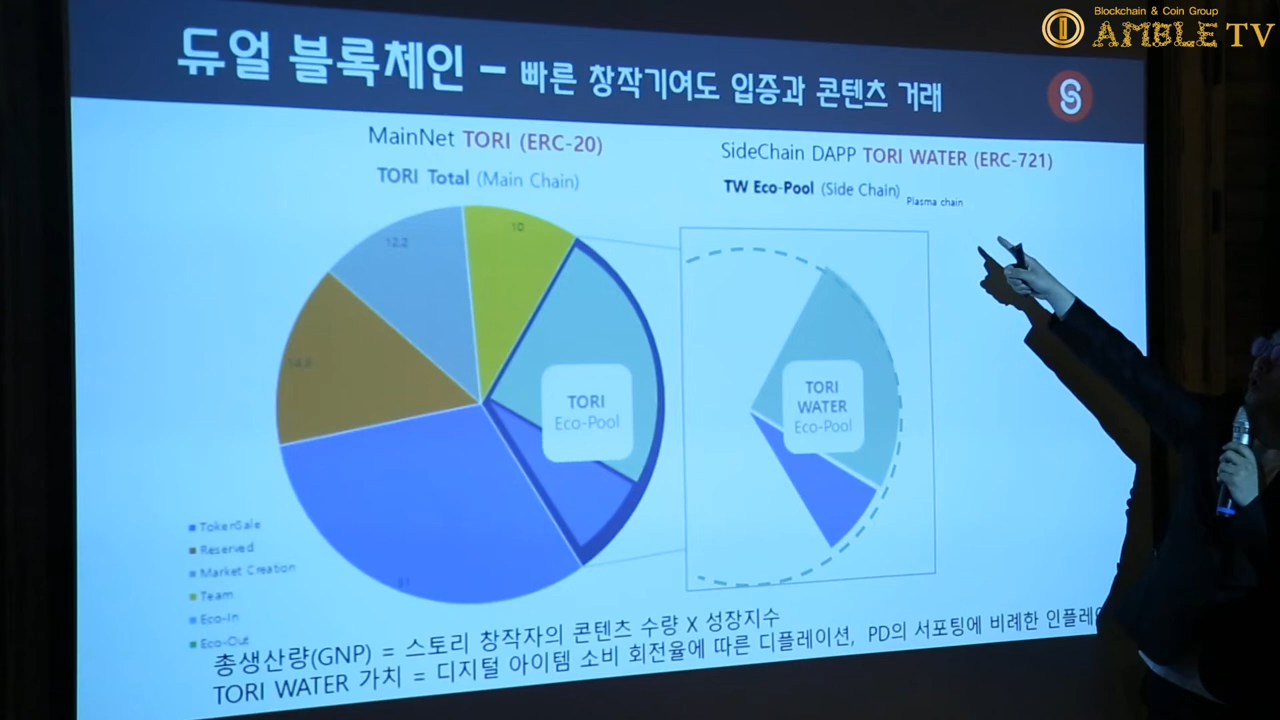 Blockchain & Coin Group
AMBLE TV
듀얼 블록체인 – 빠른 창작기여도 입증과 콘텐츠 거래
MainNet TORI (ERC-20)
SideChain DAPP TORI WATER (ERC-721)
TORI Total (Main Chain)
TW Eco-Pool (Side Chain) Plasma chain
10
12.2
TORI
Eco-Pool
TORI
WATER
Eco-Pool
TokenSale
Reserved
Market Creation
Team
Eco-In
Eco-Out
총생산량(GNP) = 스토리 창작자의 콘텐츠 수량 X 성장지수
TORI WATER 가치 = 디지털 아이템 소비 회전율에 따른 디플레이션, PD의 서포팅에 비례한